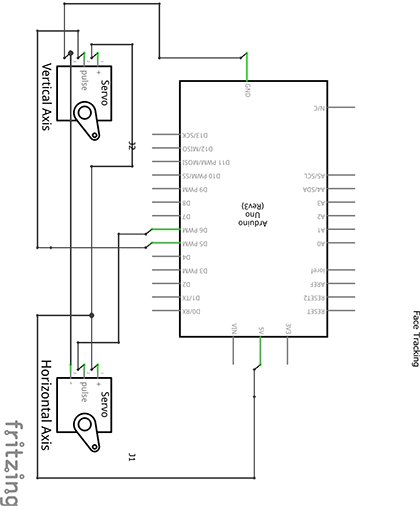 GND
N/C
Vertical Axis
Servo
pulse
-
+
J2
D13/SCK
D12/MISO
D11 PWM/MOSI
D10 PWM/SS
D9 PWM
D8
D7
D6 PWM
D5 PWM
D4
D3 PWM
D2
D1/TX
D0/RX
Arduino
Uno
(Rev3)
A5/SCL
A4/SDA
A3
A2
A1
A0
ioref
AREF
RESET2
RESET
VIN
5V
3V3
Face Tracking
Horizontal Axis
Servo
pulse
-
+
J1
fritzing